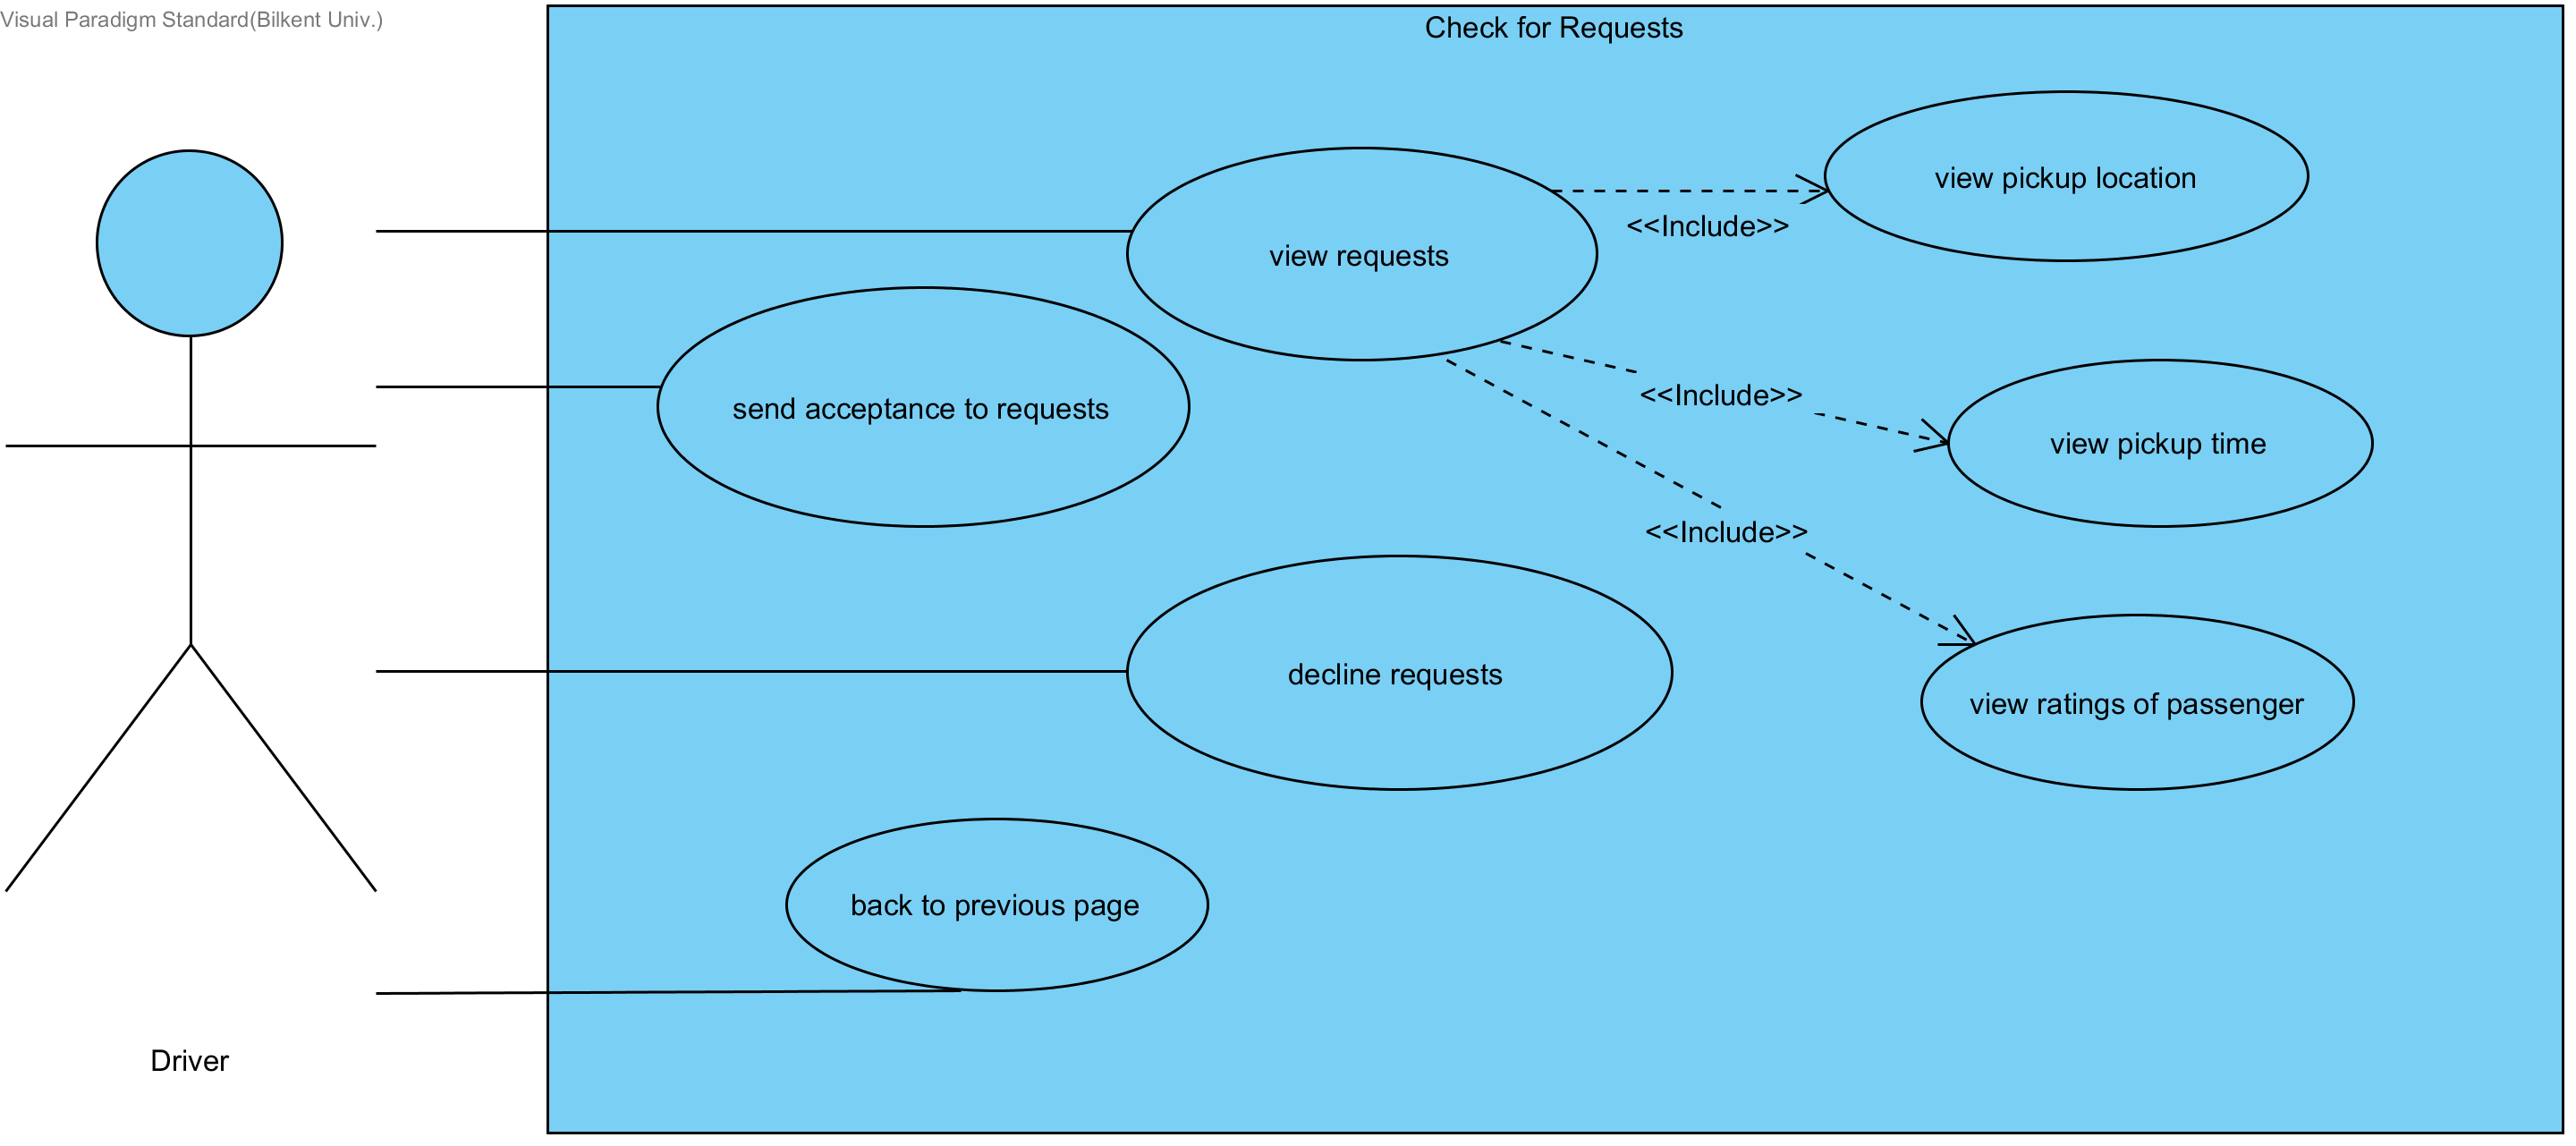 Visual Paradigm Standard(Bilkent Univ.)
Check for Requests
view pickup location
<<Include>>
view requests
<<Include>>
send acceptance to requests
view pickup time
<<Include>>
decline requests
view ratings of passenger
back to previous page
Driver